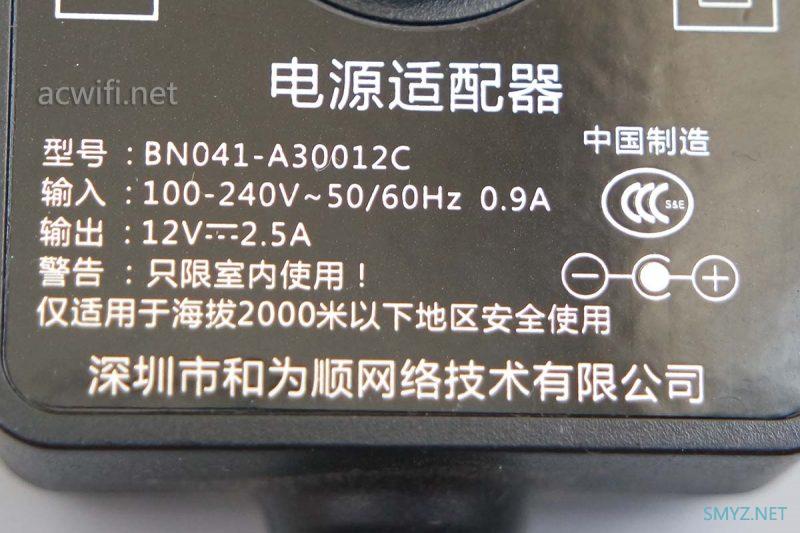 acwifi.net
电源适配器
型号：BN041-A30012C
中国制造
输入：100-240V~50/60Hz 0.9A
S&E
输出：12V⎓2.5A
警告：只限室内使用！
仅适用于海拔2000米以下地区安全使用
深圳市和为顺网络技术有限公司
SMYZ.NET